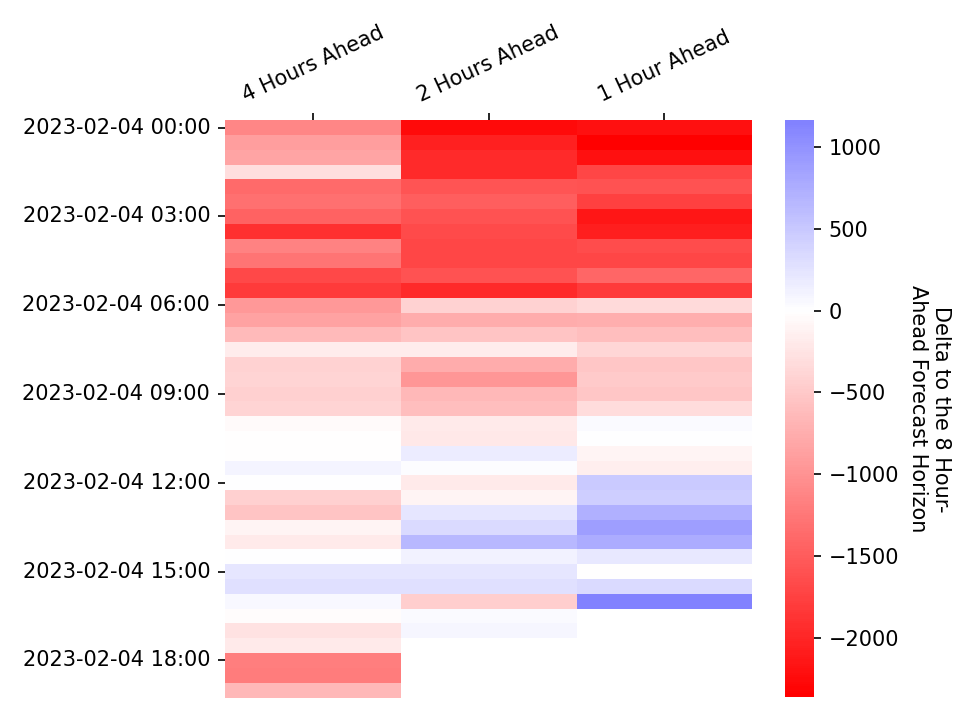 4 Hours Ahead
2 Hours Ahead
1 Hour Ahead
2023-02-04 00:00
2023-02-04 03:00
2023-02-04 06:00
2023-02-04 09:00
2023-02-04 12:00
2023-02-04 15:00
2023-02-04 18:00
1000
500
0
−500
−1000
−1500
−2000
Delta to the 8 Hour-
Ahead Forecast Horizon